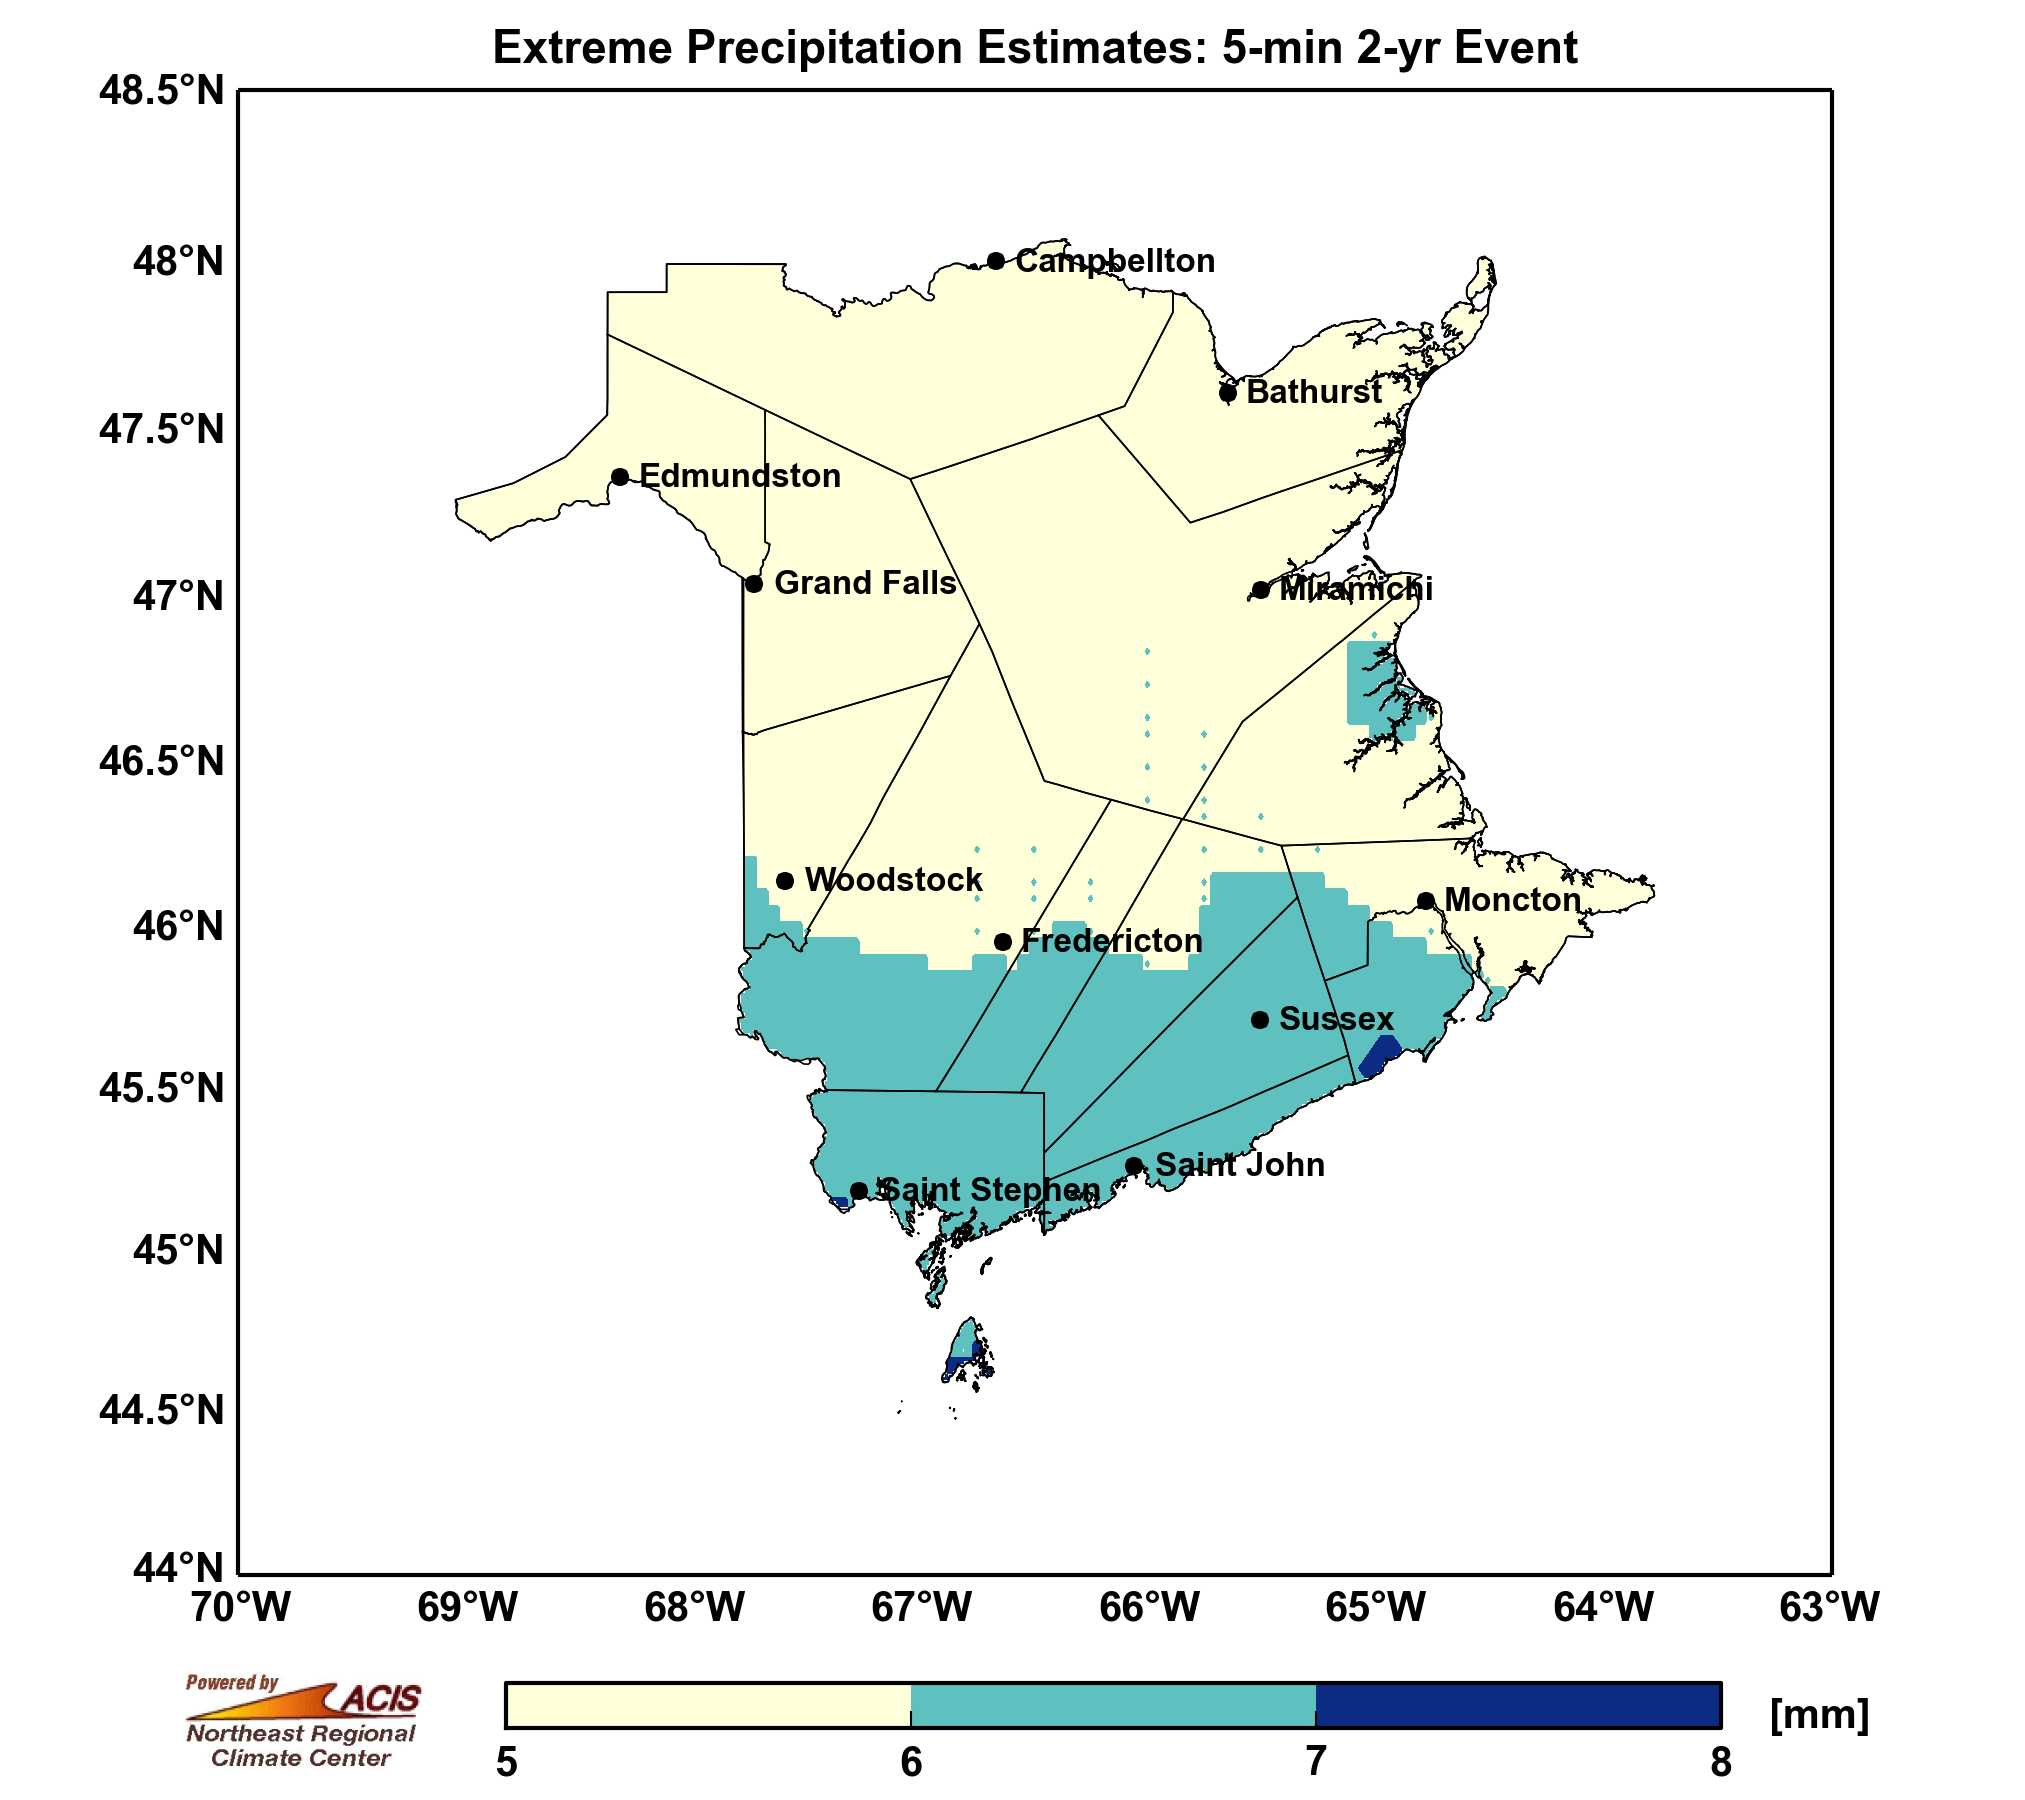 Extreme Precipitation Estimates: 5-min 2-yr Event
48.5°N
48°N
47.5°N
47°N
46.5°N
46°N
45.5°N
45°N
44.5°N
44°N
Campbellton
Bathurst
Edmundston
Grand Falls
Miramichi
Woodstock
Moncton
Fredericton
Sussex
Saint John
Saint Stephen
70°W
69°W
68°W
67°W
66°W
65°W
64°W
63°W
Powered by
ACIS
Northeast Regional
Climate Center
[mm]
5
6
7
8